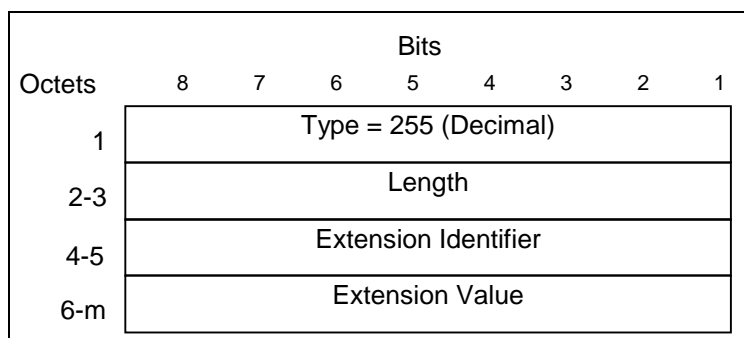 Bits
Octets 8 7 6 5 4 3 2 1
1 Type = 255 (Decimal)
2-3 Length
4-5 Extension Identifier
6-m Extension Value